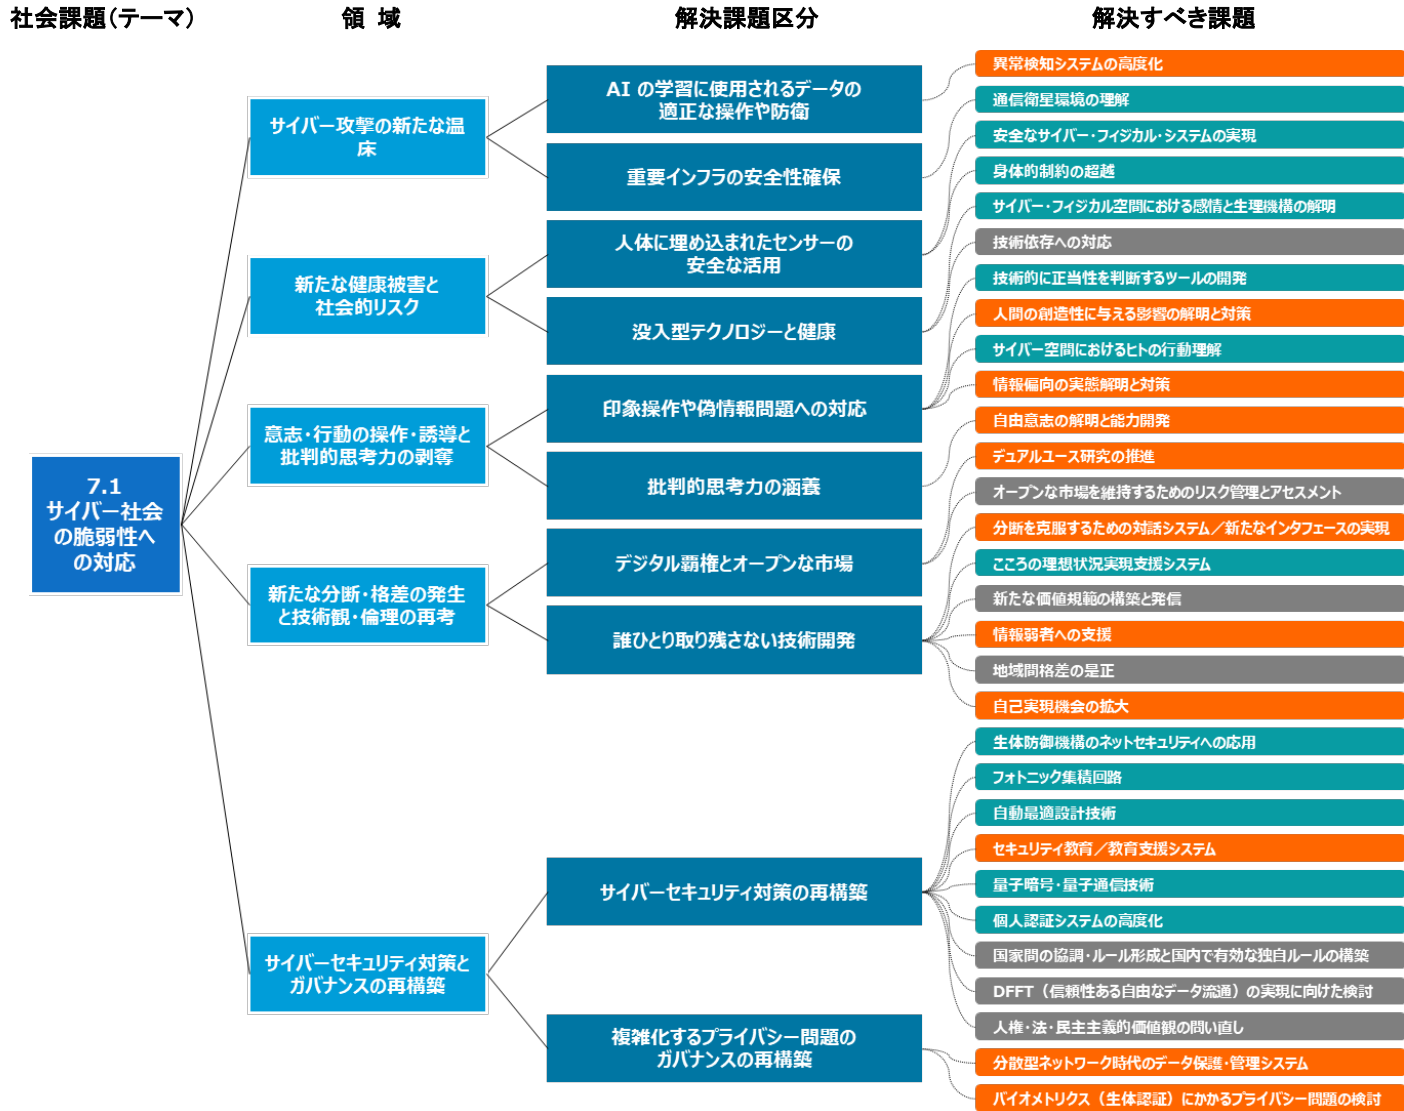 社会課題（テーマ）
領 域
解決課題区分
解決すべき課題
7.1
サイバー社会
の脆弱性へ
の対応
サイバー攻撃の新たな温
床
新たな健康被害と
社会的リスク
意志・行動の操作・誘導と
批判的思考力の剥奪
新たな分断・格差の発生
と技術観・倫理の再考
サイバーセキュリティ対策と
ガバナンスの再構築
AI の学習に使用されるデータの
適正な操作や防衛
重要インフラの安全性確保
人体に埋め込まれたセンサーの
安全な活用
没入型テクノロジーと健康
印象操作や偽情報問題への対応
批判的思考力の涵養
デジタル覇権とオープンな市場
誰ひとり取り残さない技術開発
サイバーセキュリティ対策の再構築
複雑化するプライバシー問題の
ガバナンスの再構築
異常検知システムの高度化
通信衛星環境の理解
安全なサイバー・フィジカル・システムの実現
身体的制約の超越
サイバー・フィジカル空間における感情と生理機構の解明
技術依存への対応
技術的に正当性を判断するツールの開発
人間の創造性に与える影響の解明と対策
サイバー空間におけるヒトの行動理解
情報偏向の実態解明と対策
自由意志の解明と能力開発
デュアルユース研究の推進
オープンな市場を維持するためのリスク管理とアセスメント
分断を克服するための対話システム／新たなインタフェースの実現
こころの理想状況実現支援システム
新たな価値規範の構築と発信
情報弱者への支援
地域間格差の是正
自己実現機会の拡大
生体防御機構のネットセキュリティへの応用
フォトニック集積回路
自動最適設計技術
セキュリティ教育／教育支援システム
量子暗号・量子通信技術
個人認証システムの高度化
国家間の協調・ルール形成と国内で有効な独自ルールの構築
DFFT（信頼性ある自由なデータ流通）の実現に向けた検討
人権・法・民主主義的価値観の問い直し
分散型ネットワーク時代のデータ保護・管理システム
バイオメトリクス（生体認証）にかかるプライバシー問題の検討